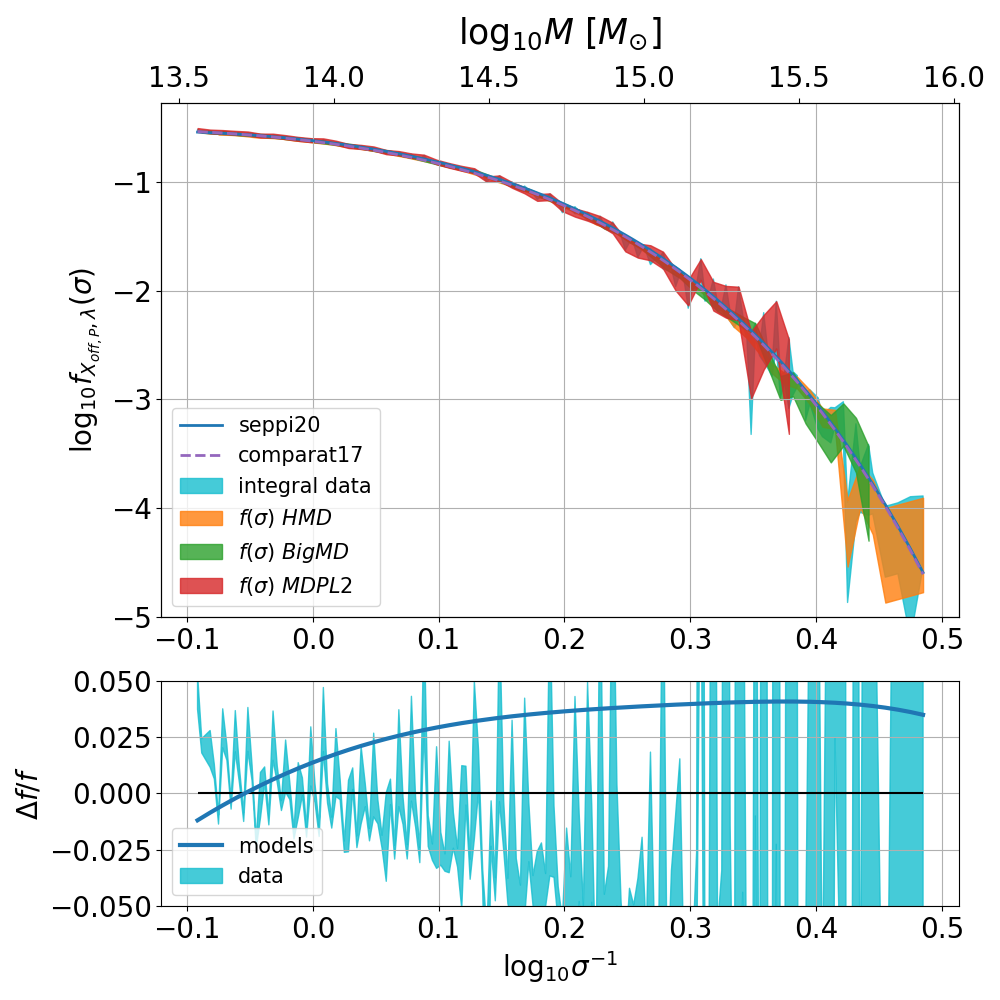 log₁₀M [M⊙]
13.5 14.0 14.5 15.0 15.5 16.0
log₁₀f_{X_{off,P},λ}(σ)
−1
−2
−3
−4
−5
seppi20
comparat17
integral data
f(σ) HMD
f(σ) BigMD
f(σ) MDPL2
−0.1 0.0 0.1 0.2 0.3 0.4 0.5
Δf/f
0.050
0.025
0.000
−0.025
−0.050
models
data
−0.1 0.0 0.1 0.2 0.3 0.4 0.5
log₁₀σ⁻¹